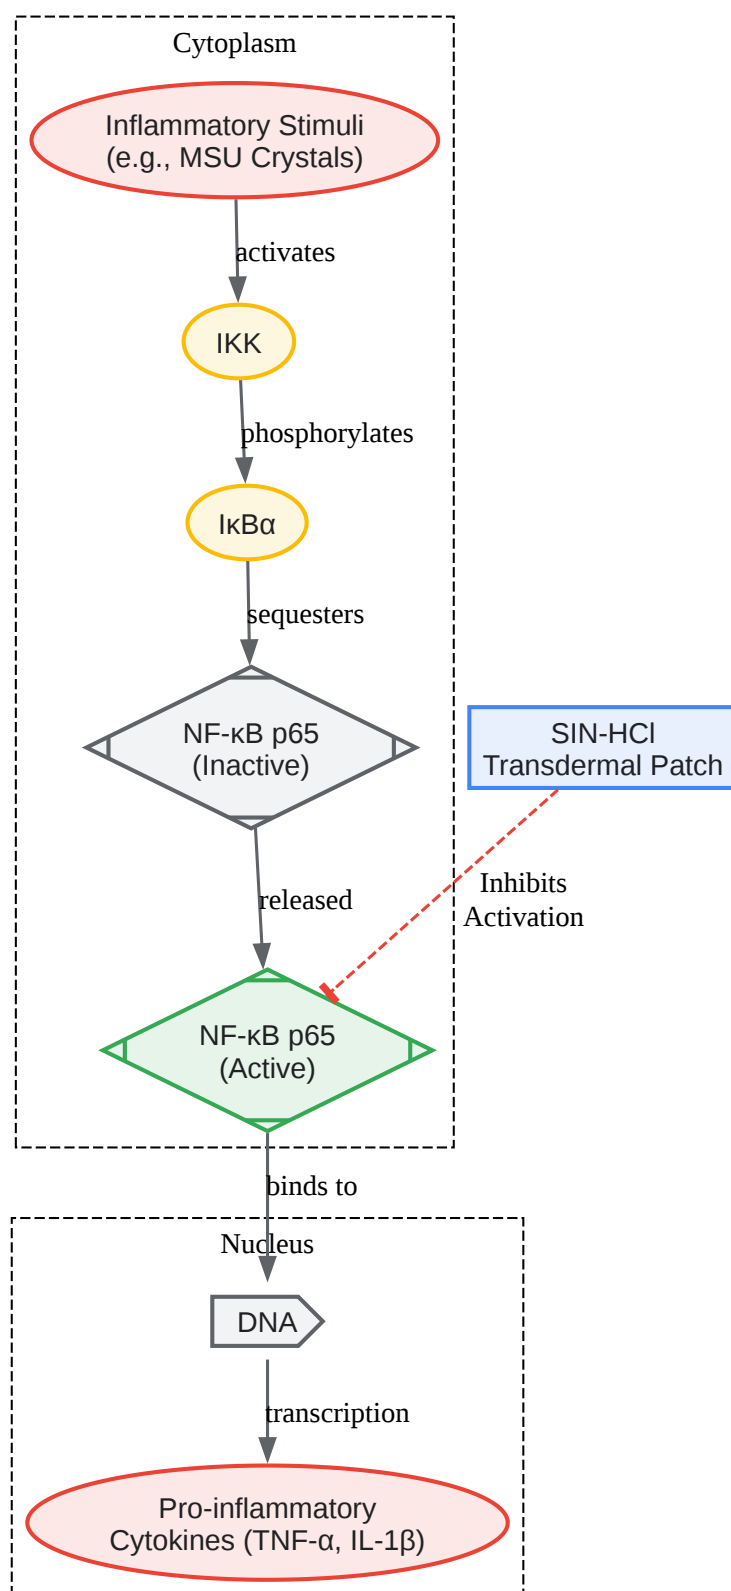 Cytoplasm
Inflammatory Stimuli
(e.g., MSU Crystals)
activates
IKK
phosphorylates
IκBα
sequesters
NF-κB p65
(Inactive)
SIN-HCl
Transdermal Patch
Inhibits
Activation
released
NF-κB p65
(Active)
binds to
Nucleus
DNA
transcription
Pro-inflammatory
Cytokines (TNF-α, IL-1β)